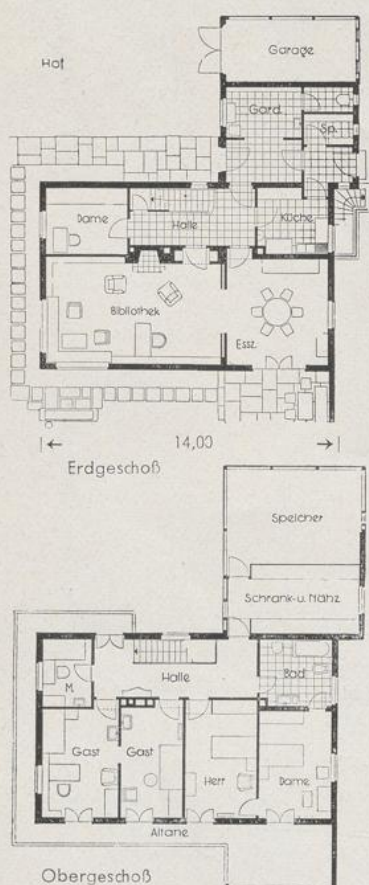 Hof
Garage
Gard.
Sp.
Dame
Halle
Küche
Bibliothek
Essz.
14,00
Erdgeschoß
Speicher
Schrank-u. Nähz.
Halle
Bad
M.
Gast
Gast
Herr
Dame
Altane
Obergeschoß